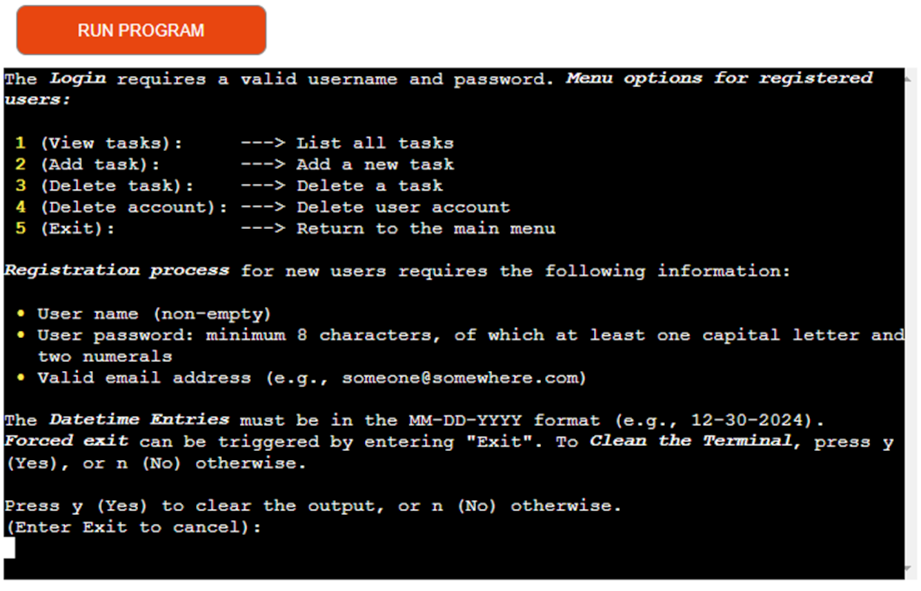 RUN PROGRAM
The Login requires a valid username and password. Menu options for registered
users:
1 (View tasks): ---> List all tasks
2 (Add task): ---> Add a new task
3 (Delete task): ---> Delete a task
4 (Delete account): ---> Delete user account
5 (Exit): ---> Return to the main menu
Registration process for new users requires the following information:
• User name (non-empty)
• User password: minimum 8 characters, of which at least one capital letter and
two numerals
• Valid email address (e.g., someone@somewhere.com)
The Datetime Entries must be in the MM-DD-YYYY format (e.g., 12-30-2024).
Forced exit can be triggered by entering "Exit". To Clean the Terminal, press y
(Yes), or n (No) otherwise.
Press y (Yes) to clear the output, or n (No) otherwise.
(Enter Exit to cancel):